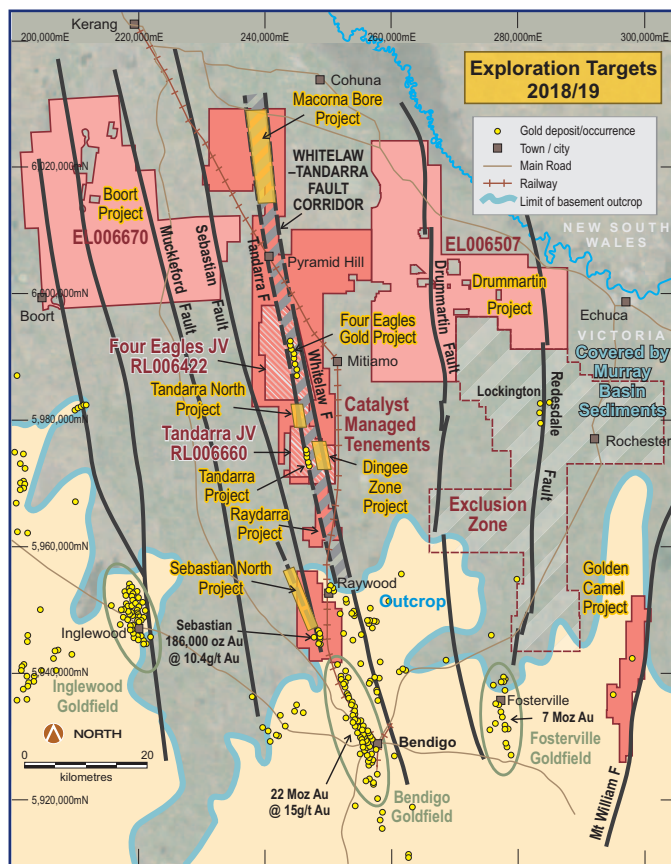 Kerang
200,000mE
220,000mE
240,000mE
260,000mE
280,000mE
300,000mE
Exploration Targets
2018/19
Gold deposit/occurrence
Town / city
Main Road
Railway
Limit of basement outcrop
Cohuna
Macorna Bore
Project
6,020,000mN
WHITELAW
–TANDARRA
FAULT
CORRIDOR
Boort
Project
EL006670
Muckleford Fault
Sebastian Fault
Tandarra F
Pyramid Hill
EL006507
NEW SOUTH
WALES
Drummartin Fault
Drummartin
Project
6,000,000mN
Boort
Echuca
VICTORIA
Covered by
Murray
Basin
Sediments
Four Eagles
Gold Project
Four Eagles JV
RL006422
Whitelaw F
Mitiamo
Lockington
Redesdale Fault
Tandarra North
Project
5,980,000mN
Catalyst
Managed
Tenements
Tandarra JV
RL006660
Rochester
Tandarra
Project
Dingee
Zone
Project
Raydarra
Project
Exclusion
Zone
5,960,000mN
Sebastian North
Project
Raywood
Outcrop
Golden
Camel
Project
Sebastian
186,000 oz Au
@ 10.4g/t Au
Inglewood
5,940,000mN
Inglewood
Goldfield
Fosterville
7 Moz Au
Fosterville
Goldfield
NORTH
0
20
kilometres
Bendigo
22 Moz Au
@ 15g/t Au
Bendigo
Goldfield
5,920,000mN
Mt William F